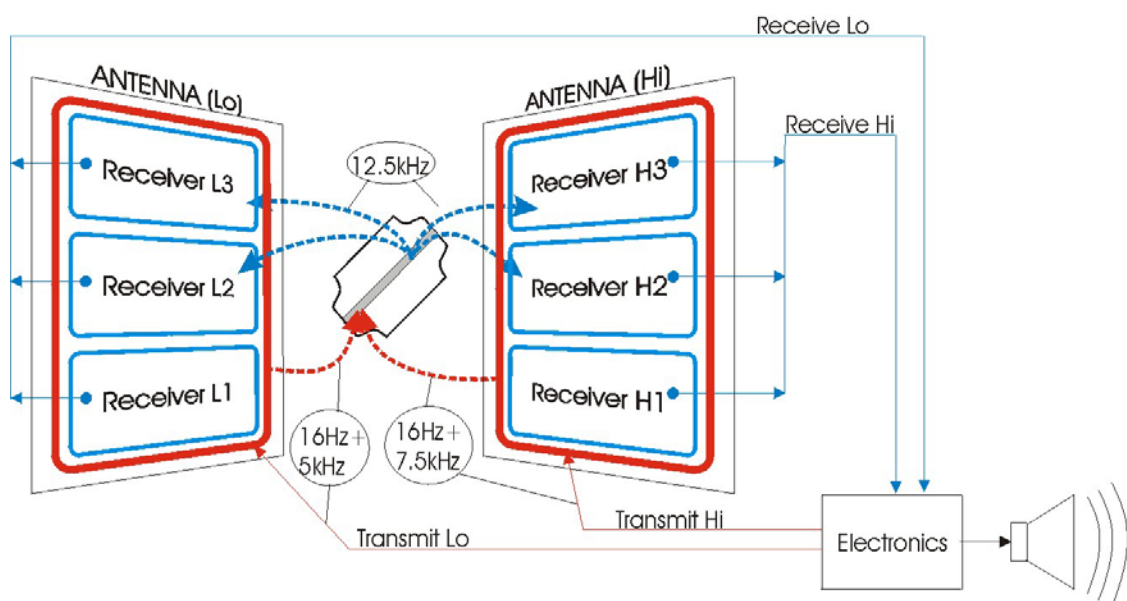 Receive Lo
ANTENNA (Lo)
ANTENNA (Hi)
Receive Hi
12.5kHz
Receiver L3
Receiver H3
Receiver L2
Receiver H2
Receiver L1
Receiver H1
16Hz+
5kHz
16Hz+
7.5kHz
Transmit Hi
Transmit Lo
Electronics